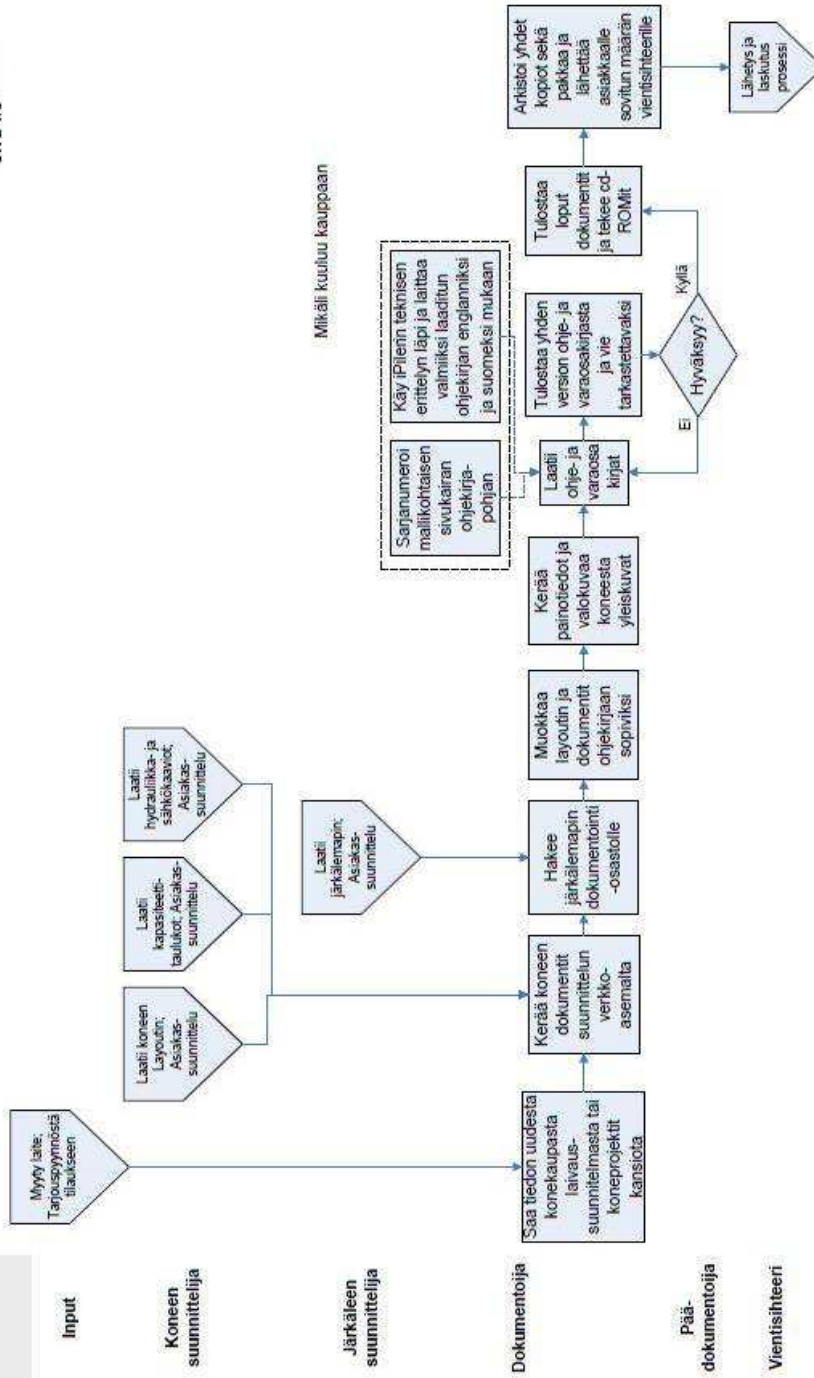 Input
Myyty laite;
Tarjouspyynnöstä
tilaukseen
Koneen
suunnittelija
Laatii koneen
Layoutin;
Asiakas-
suunnittelu
Laatii
kapasiteetti-
taulukot; Asiakas-
suunnittelu
Laatii
hydrauliikka- ja
sähkökaaviot;
Asiakas-
suunnittelu
Järkäleen
suunnittelija
Laatii
järkälemapin;
Asiakas-
suunnittelu
Mikäli kuuluu kauppaan
Sarjanumeroi
mallikohtaisen
sivukairan
ohjekirja-
pohjan
Käy iPilerin teknisen
erittelyn läpi ja laittaa
valmiiksi laaditun
ohjekirjan englanniksi
ja suomeksi mukaan
Dokumentoija
Saa tiedon uudesta
konekaupasta
laivaus-
suunnitelmasta tai
koneprojektit
kansiota
Kerää koneen
dokumentit
suunnittelun
verkko-
asemalta
Hakee
järkälemapin
dokumentointi
-osastolle
Muokkaa
layoutin ja
dokumentit
ohjekirjaan
sopiviksi
Kerää
painotiedot ja
valokuvaa
koneesta
yleiskuvat
Laatii
ohje- ja
varaosa
kirjat
Tulostaa yhden
version ohje- ja
varaosakirjasta
ja vie
tarkastettavaksi
Tulostaa
loput
dokumentit
ja tekee cd-
ROMit
Arkistoi yhdet
kopiot sekä
pakkaa ja
lähettää
asiakkaalle
sovitun määrän
vientisihteerille
Pää-
dokumentoija
Ei
Hyväksyy?
Kyllä
Vientisihteeri
Lähetys ja
laskutus
prosessi